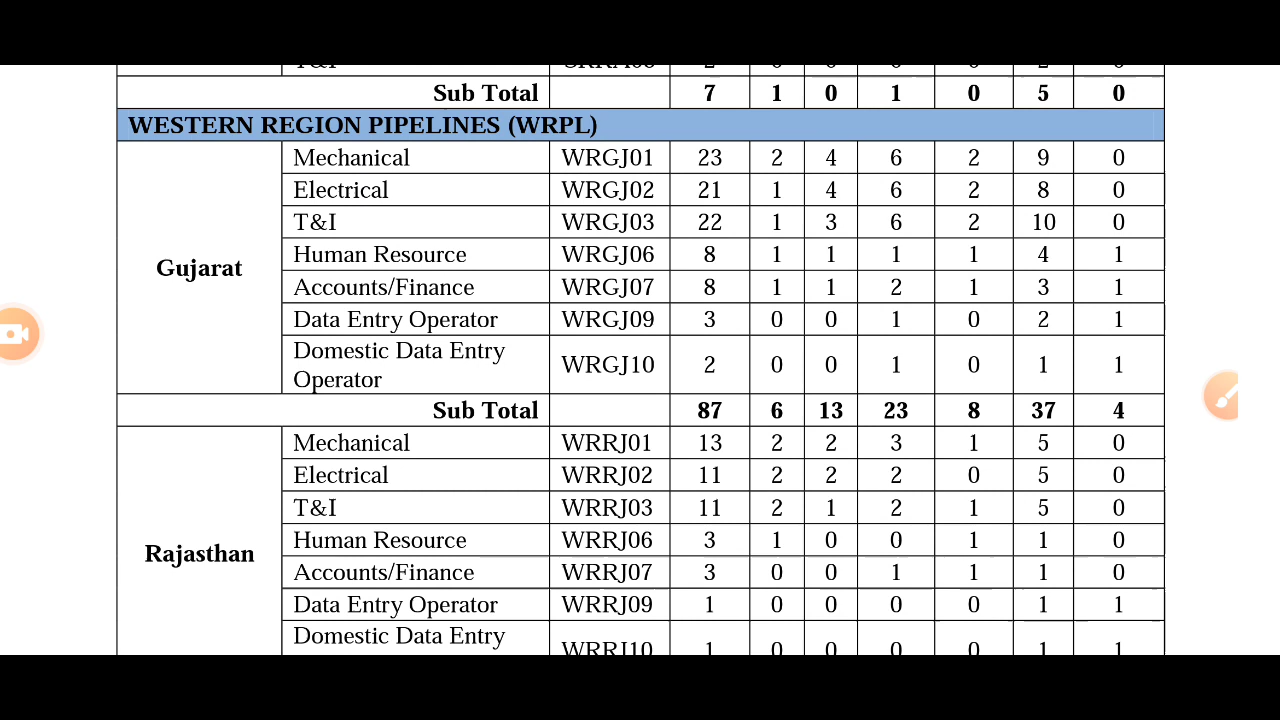 Sub Total 7 1 0 1 0 5 0
WESTERN REGION PIPELINES (WRPL)
Gujarat
Mechanical WRGJ01 23 2 4 6 2 9 0
Electrical WRGJ02 21 1 4 6 2 8 0
T&I WRGJ03 22 1 3 6 2 10 0
Human Resource WRGJ06 8 1 1 1 1 4 1
Accounts/Finance WRGJ07 8 1 1 2 1 3 1
Data Entry Operator WRGJ09 3 0 0 1 0 2 1
Domestic Data Entry
Operator WRGJ10 2 0 0 1 0 1 1
Sub Total 87 6 13 23 8 37 4
Rajasthan
Mechanical WRRJ01 13 2 2 3 1 5 0
Electrical WRRJ02 11 2 2 2 0 5 0
T&I WRRJ03 11 2 1 2 1 5 0
Human Resource WRRJ06 3 1 0 0 1 1 0
Accounts/Finance WRRJ07 3 0 0 1 1 1 0
Data Entry Operator WRRJ09 1 0 0 0 0 1 1
Domestic Data Entry
WRRJ10 1 0 0 0 0 1 1